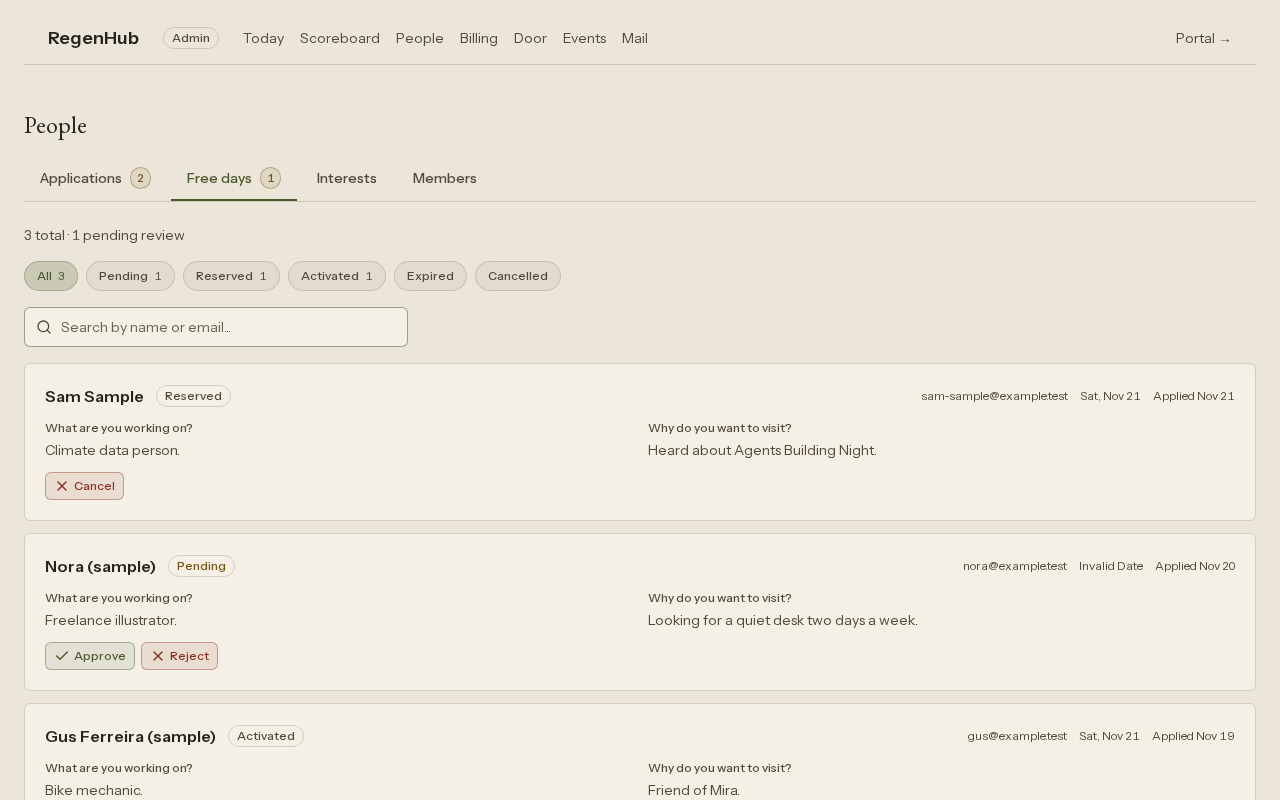 RegenHub Admin Today Scoreboard People Billing Door Events Mail Portal →
People
Applications 2 Free days 1 Interests Members
3 total · 1 pending review
All 3 Pending 1 Reserved 1 Activated 1 Expired Cancelled
Search by name or email...
Sam Sample Reserved sam-sample@example.test Sat, Nov 21 Applied Nov 21
What are you working on? Why do you want to visit?
Climate data person. Heard about Agents Building Night.
Cancel
Nora (sample) Pending nora@example.test Invalid Date Applied Nov 20
What are you working on? Why do you want to visit?
Freelance illustrator. Looking for a quiet desk two days a week.
Approve Reject
Gus Ferreira (sample) Activated gus@example.test Sat, Nov 21 Applied Nov 19
What are you working on? Why do you want to visit?
Bike mechanic. Friend of Mira.